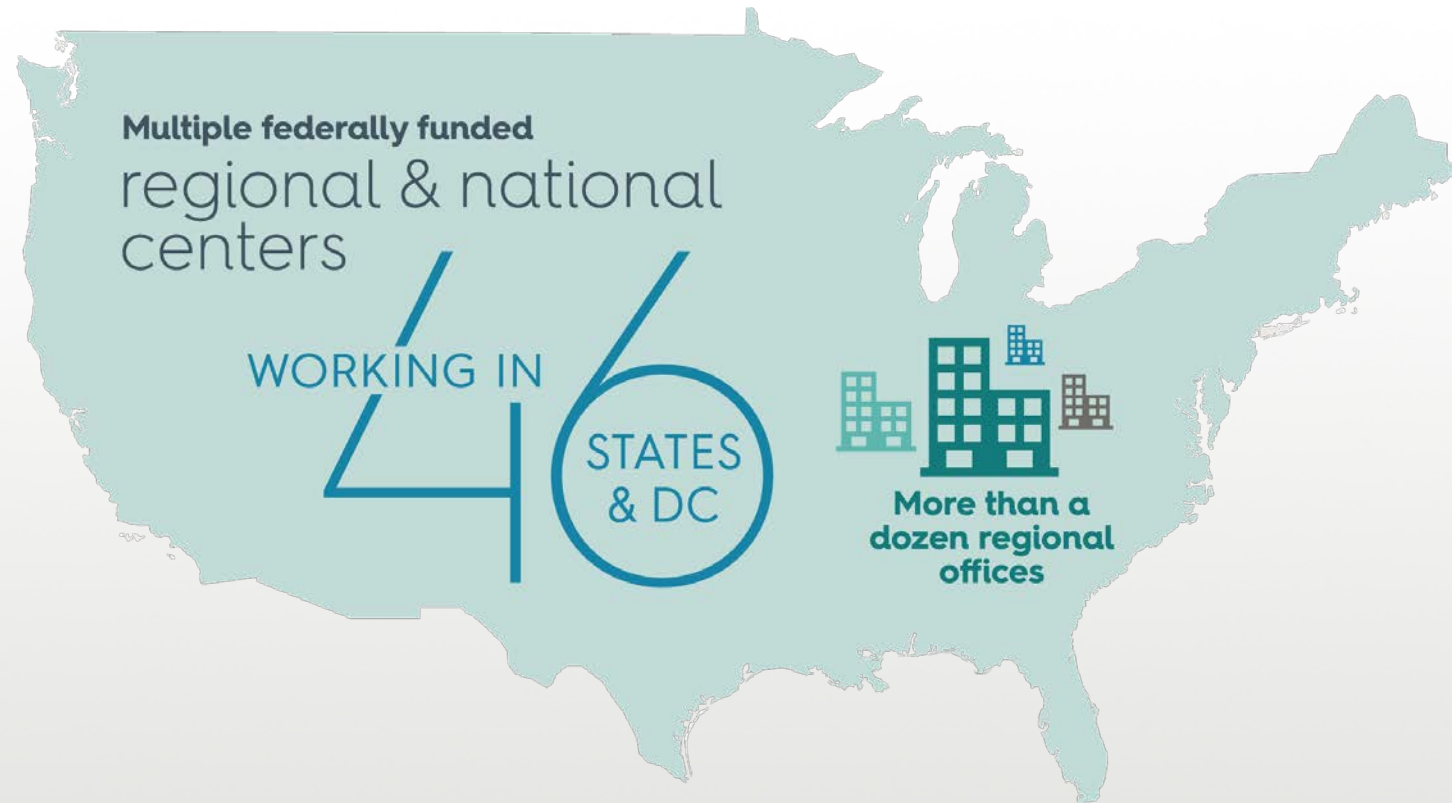 Multiple federally funded
regional & national
centers
WORKING IN
46
STATES
& DC
More than a
dozen regional
offices